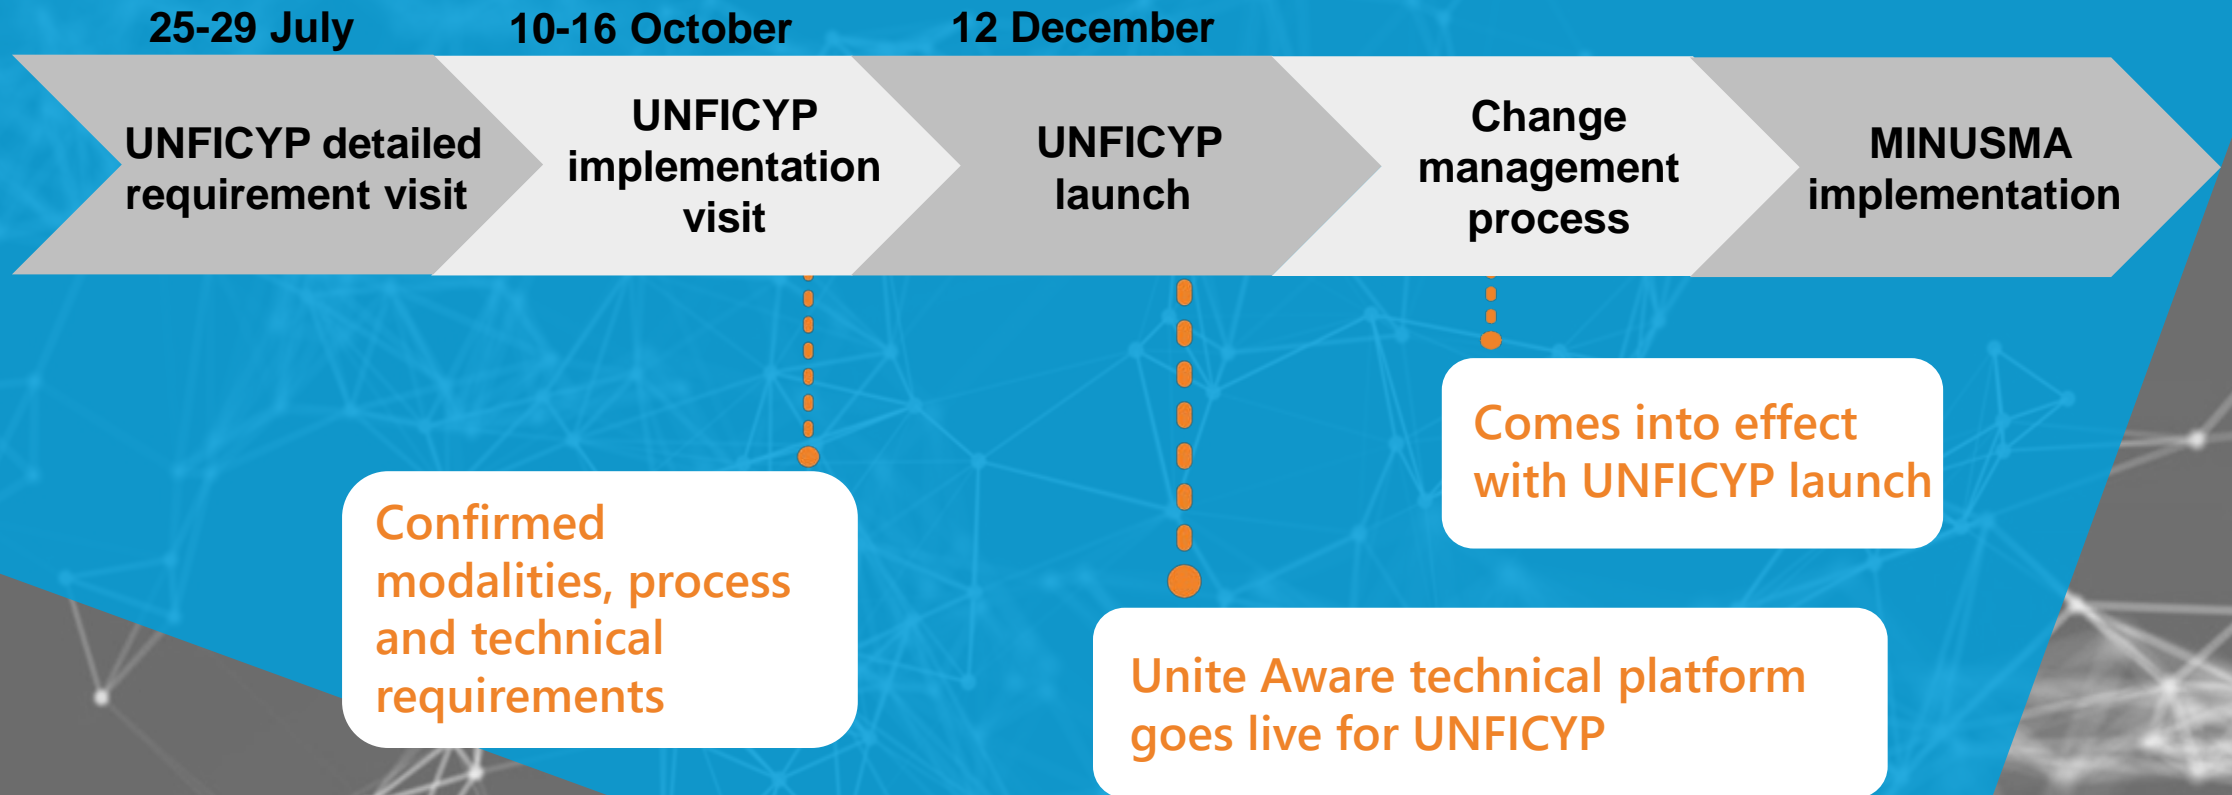 25-29 July
10-16 October
12 December
UNFICYP detailed
requirement visit
UNFICYP
implementation
visit
UNFICYP
launch
Change
management
process
MINUSMA
implementation
Confirmed
modalities, process
and technical
requirements
Unite Aware technical platform
goes live for UNFICYP
Comes into effect
with UNFICYP launch